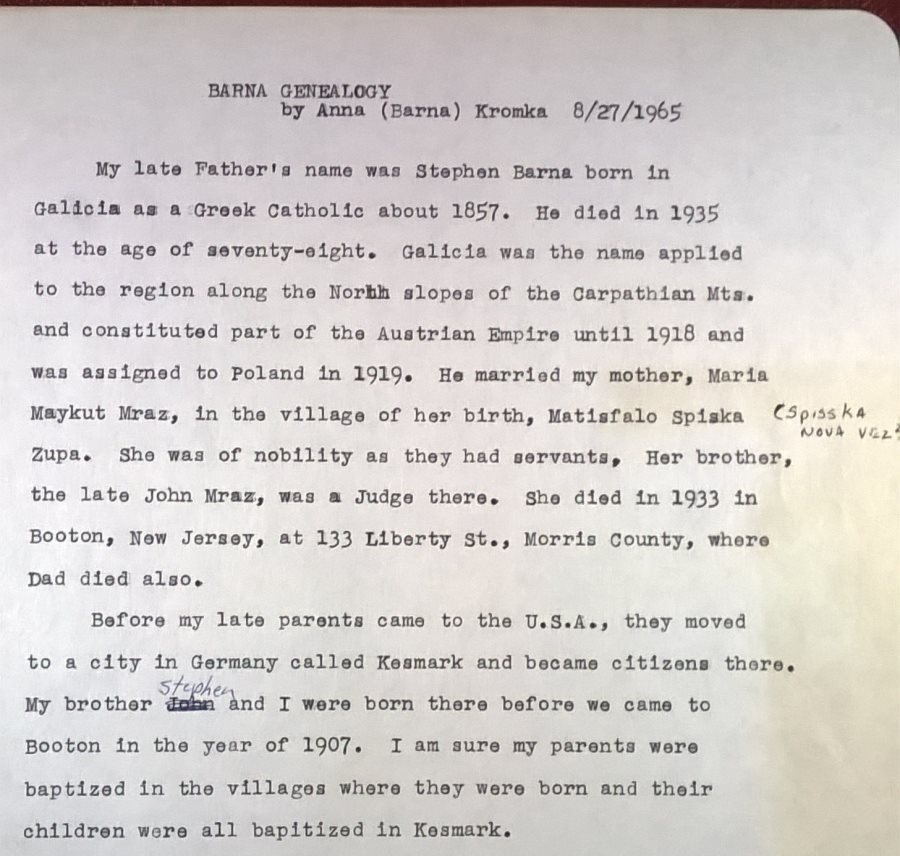 BARNA GENEALOGY
by Anna (Barna) Kromka 8/27/1965
My late Father's name was Stephen Barna born in
Galicia as a Greek Catholic about 1857. He died in 1935
at the age of seventy-eight. Galicia was the name applied
to the region along the North slopes of the Carpathian Mts.
and constituted part of the Austrian Empire until 1918 and
was assigned to Poland in 1919. He married my mother, Maria
Maykut Mraz, in the village of her birth, Matisfalo Spiska (SpissKA
NOVA VEZ
Zupa. She was of nobility as they had servants, Her brother,
the late John Mraz, was a Judge there. She died in 1933 in
Booton, New Jersey, at 133 Liberty St., Morris County, where
Dad died also.
Before my late parents came to the U.S.A., they moved
to a city in Germany called Kesmark and became citizens there.
Stephen
My brother John and I were born there before we came to
Booton in the year of 1907. I am sure my parents were
baptized in the villages where they were born and their
children were all bapitized in Kesmark.